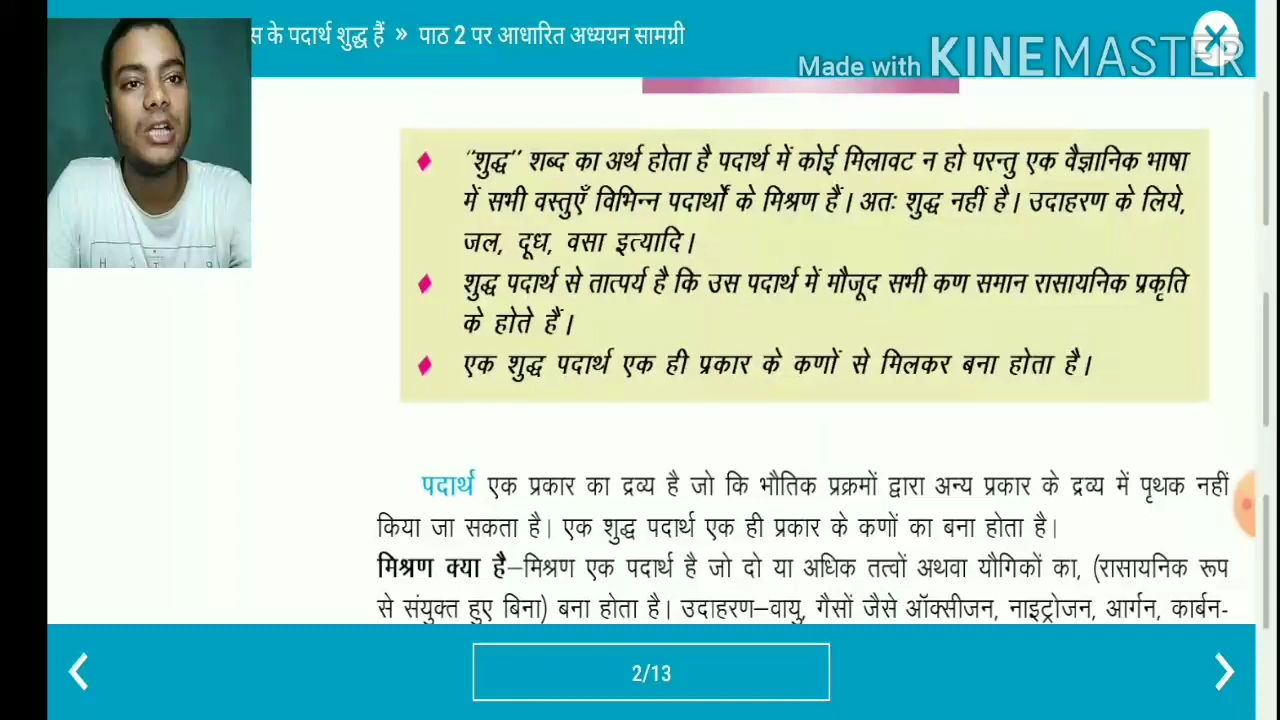 स के पदार्थ शुद्ध हैं » पाठ 2 पर आधारित अध्ययन सामग्री
Made with KINEMASTER
"शुद्ध" शब्द का अर्थ होता है पदार्थ में कोई मिलावट न हो परन्तु एक वैज्ञानिक भाषा
में सभी वस्तुएँ विभिन्न पदार्थों के मिश्रण हैं। अतः शुद्ध नहीं है। उदाहरण के लिये,
जल, दूध, वसा इत्यादि।
शुद्ध पदार्थ से तात्पर्य है कि उस पदार्थ में मौजूद सभी कण समान रासायनिक प्रकृति
के होते हैं।
एक शुद्ध पदार्थ एक ही प्रकार के कणों से मिलकर बना होता है।
पदार्थ एक प्रकार का द्रव्य है जो कि भौतिक प्रक्रमों द्वारा अन्य प्रकार के द्रव्य में पृथक नहीं
किया जा सकता है। एक शुद्ध पदार्थ एक ही प्रकार के कणों का बना होता है।
मिश्रण क्या है–मिश्रण एक पदार्थ है जो दो या अधिक तत्वों अथवा यौगिकों का, (रासायनिक रूप
से संयुक्त हुए बिना) बना होता है। उदाहरण–वायु, गैसों जैसे ऑक्सीजन, नाइट्रोजन, आर्गन, कार्बन-
2/13